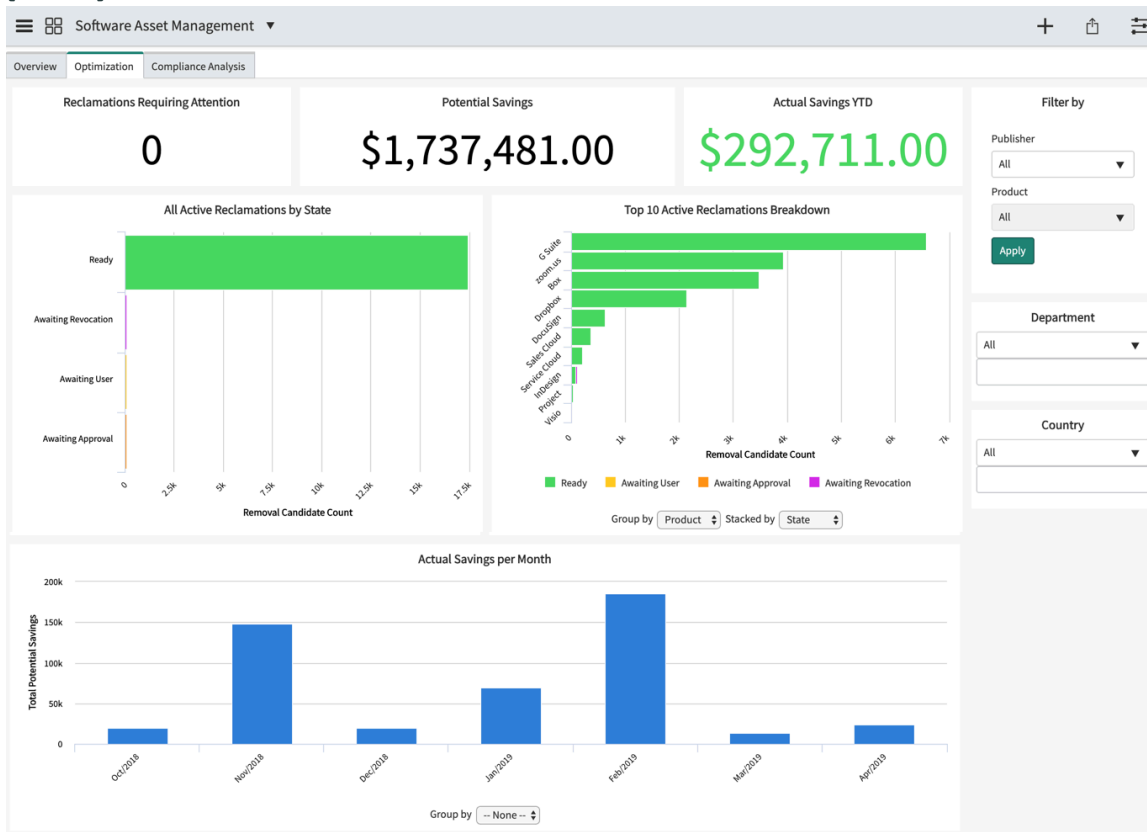 Software Asset Management ▼
Overview Optimization Compliance Analysis
Reclamations Requiring Attention
0
Potential Savings
$1,737,481.00
Actual Savings YTD
$292,711.00
Filter by
Publisher
All
Product
All
Apply
Department
All
Country
All
All Active Reclamations by State
Ready
Awaiting Revocation
Awaiting User
Awaiting Approval
0 2.5k 5k 7.5k 10k 12.5k 15k 17.5k
Removal Candidate Count
Top 10 Active Reclamations Breakdown
G Suite
zoom.us
Box
Dropbox
DocuSign
Sales Cloud
Service Cloud
InDesign
Project
Visio
0 1k 2k 3k 4k 5k 6k 7k
Removal Candidate Count
Ready Awaiting User Awaiting Approval Awaiting Revocation
Group by Product Stacked by State
Actual Savings per Month
Total Potential Savings
200k
150k
100k
50k
0
Oct/2018 Nov/2018 Dec/2018 Jan/2019 Feb/2019 Mar/2019 Apr/2019
Group by -- None --